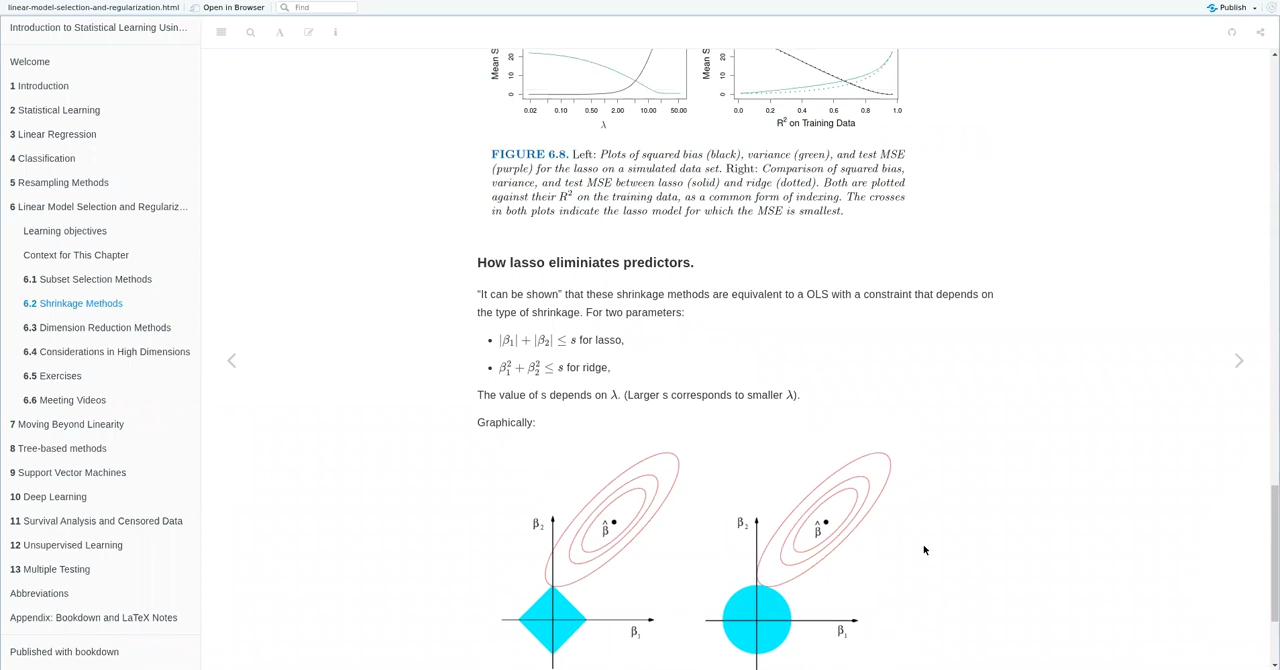 linear-model-selection-and-regularization.html
Open in Browser
Find
Publish
Introduction to Statistical Learning Usin…
Welcome
1 Introduction
2 Statistical Learning
3 Linear Regression
4 Classification
5 Resampling Methods
6 Linear Model Selection and Regulariz…
Learning objectives
Context for This Chapter
6.1 Subset Selection Methods
6.2 Shrinkage Methods
6.3 Dimension Reduction Methods
6.4 Considerations in High Dimensions
6.5 Exercises
6.6 Meeting Videos
7 Moving Beyond Linearity
8 Tree-based methods
9 Support Vector Machines
10 Deep Learning
11 Survival Analysis and Censored Data
12 Unsupervised Learning
13 Multiple Testing
Abbreviations
Appendix: Bookdown and LaTeX Notes
Published with bookdown
A
i
Mean S
20
10
0
0.02 0.10 0.50 2.00 10.00 50.00
λ
Mean S
20
10
0
0.0 0.2 0.4 0.6 0.8 1.0
R² on Training Data
FIGURE 6.8. Left: Plots of squared bias (black), variance (green), and test MSE
(purple) for the lasso on a simulated data set. Right: Comparison of squared bias,
variance, and test MSE between lasso (solid) and ridge (dotted). Both are plotted
against their R² on the training data, as a common form of indexing. The crosses
in both plots indicate the lasso model for which the MSE is smallest.
How lasso eliminiates predictors.
“It can be shown” that these shrinkage methods are equivalent to a OLS with a constraint that depends on
the type of shrinkage. For two parameters:
• |β₁| + |β₂| ≤ s for lasso,
• β₁² + β₂² ≤ s for ridge,
The value of s depends on λ. (Larger s corresponds to smaller λ).
Graphically:
β₂
β̂
β₁
β₂
β̂
β₁